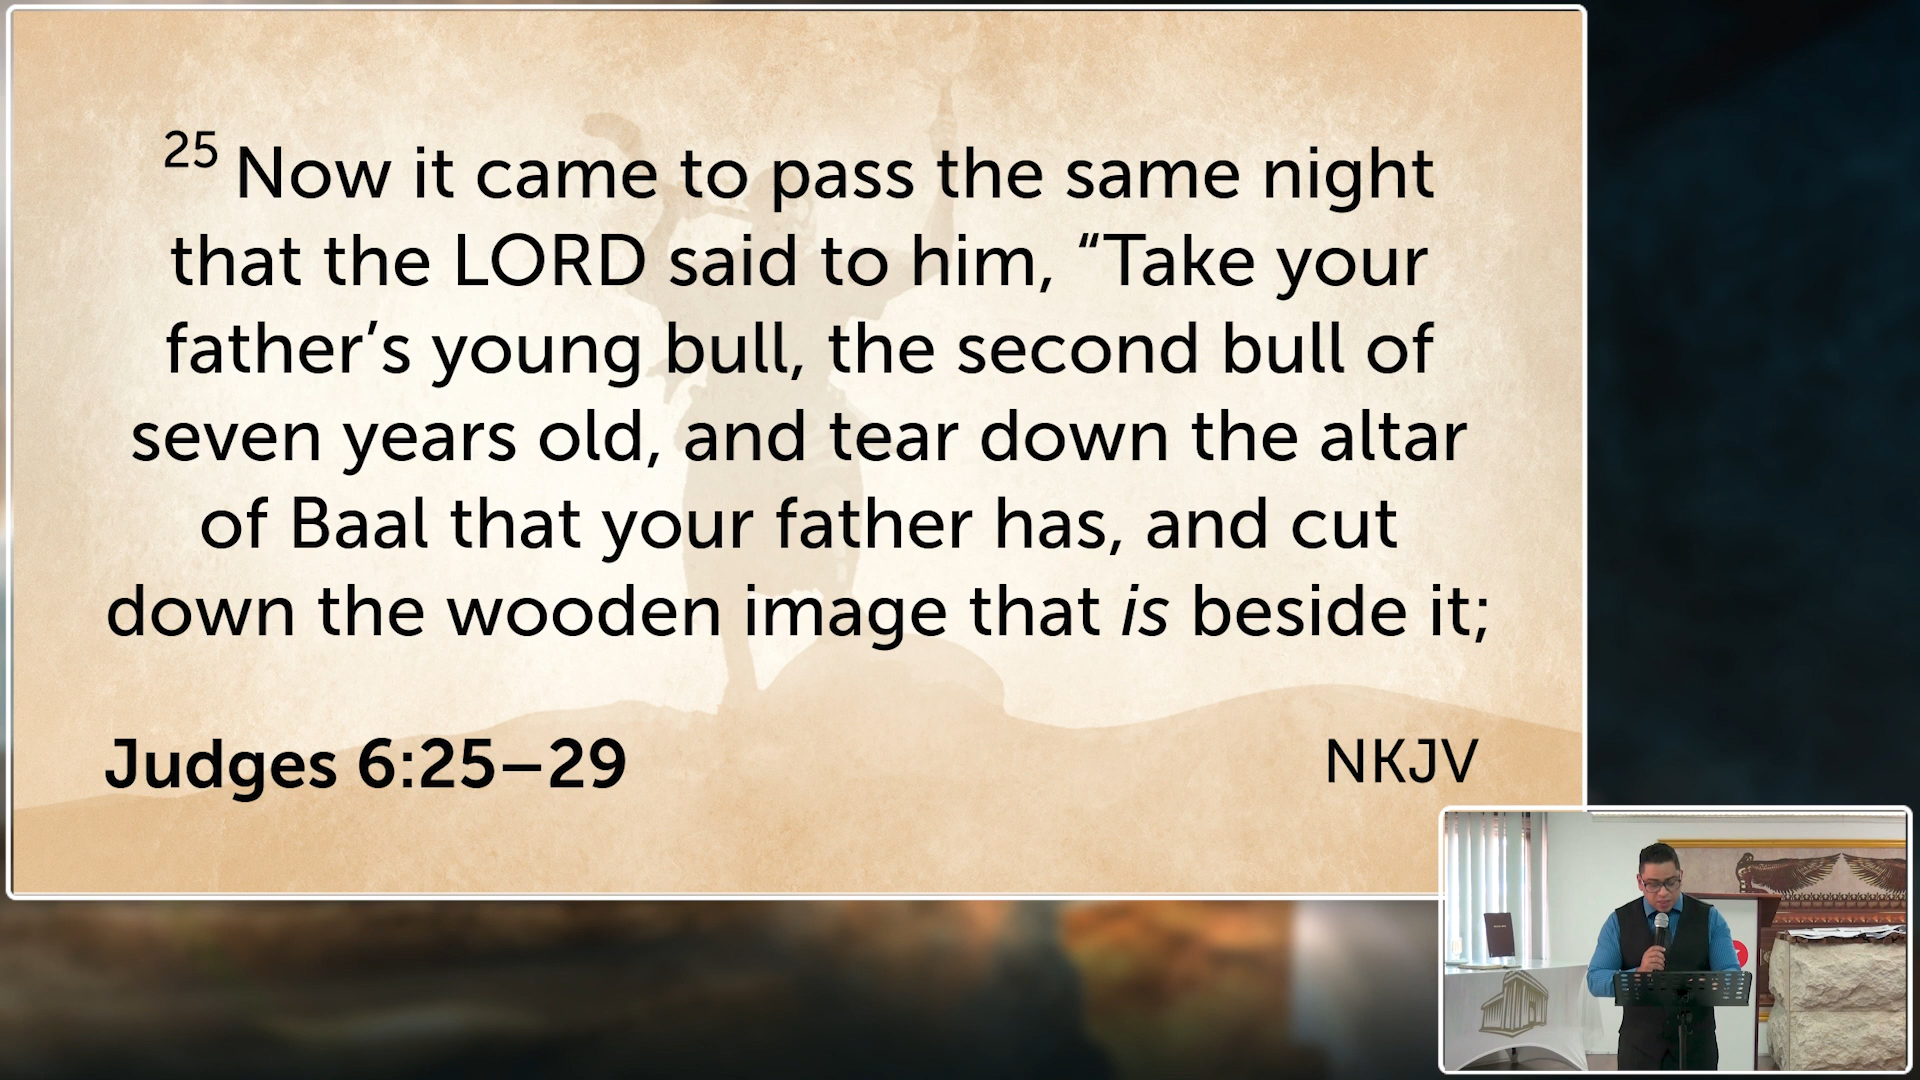 25 Now it came to pass the same night
that the LORD said to him, “Take your
father’s young bull, the second bull of
seven years old, and tear down the altar
of Baal that your father has, and cut
down the wooden image that is beside it;
Judges 6:25–29
NKJV